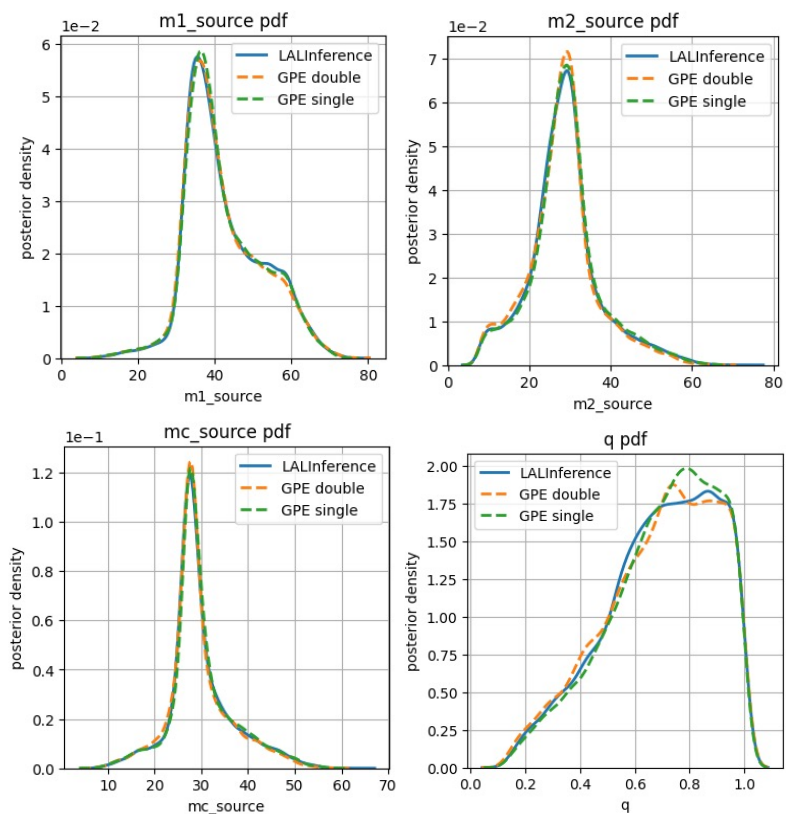 m1_source pdf
1e−2
LALInference
GPE double
GPE single
6
5
4
3
2
1
0
posterior density
0 20 40 60 80
m1_source
m2_source pdf
1e−2
LALInference
GPE double
GPE single
7
6
5
4
3
2
1
0
posterior density
0 20 40 60 80
m2_source
mc_source pdf
1e−1
LALInference
GPE double
GPE single
1.2
1.0
0.8
0.6
0.4
0.2
0.0
posterior density
10 20 30 40 50 60 70
mc_source
q pdf
LALInference
GPE double
GPE single
2.00
1.75
1.50
1.25
1.00
0.75
0.50
0.25
0.00
posterior density
0.0 0.2 0.4 0.6 0.8 1.0
q